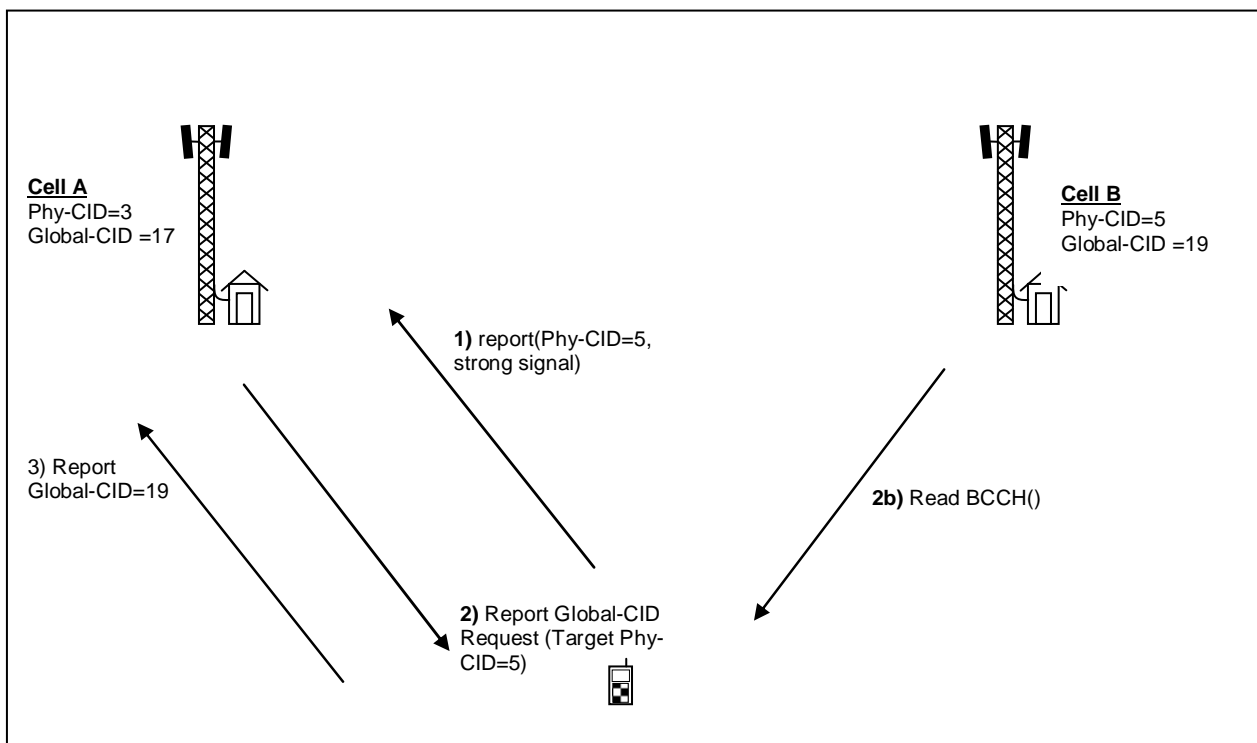 Cell A
Phy-CID=3
Global-CID =17
Cell B
Phy-CID=5
Global-CID =19
1) report(Phy-CID=5,
strong signal)
3) Report
Global-CID=19
2b) Read BCCH()
2) Report Global-CID
Request (Target Phy-
CID=5)